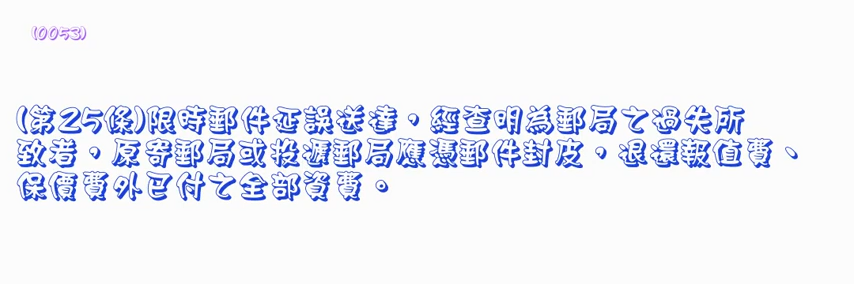 (0053)
(第25條)限時郵件延誤送達，經查明為郵局之過失所
致者，原寄郵局或投遞郵局應憑郵件封皮，退還報值費、
保價費外已付之全部資費。